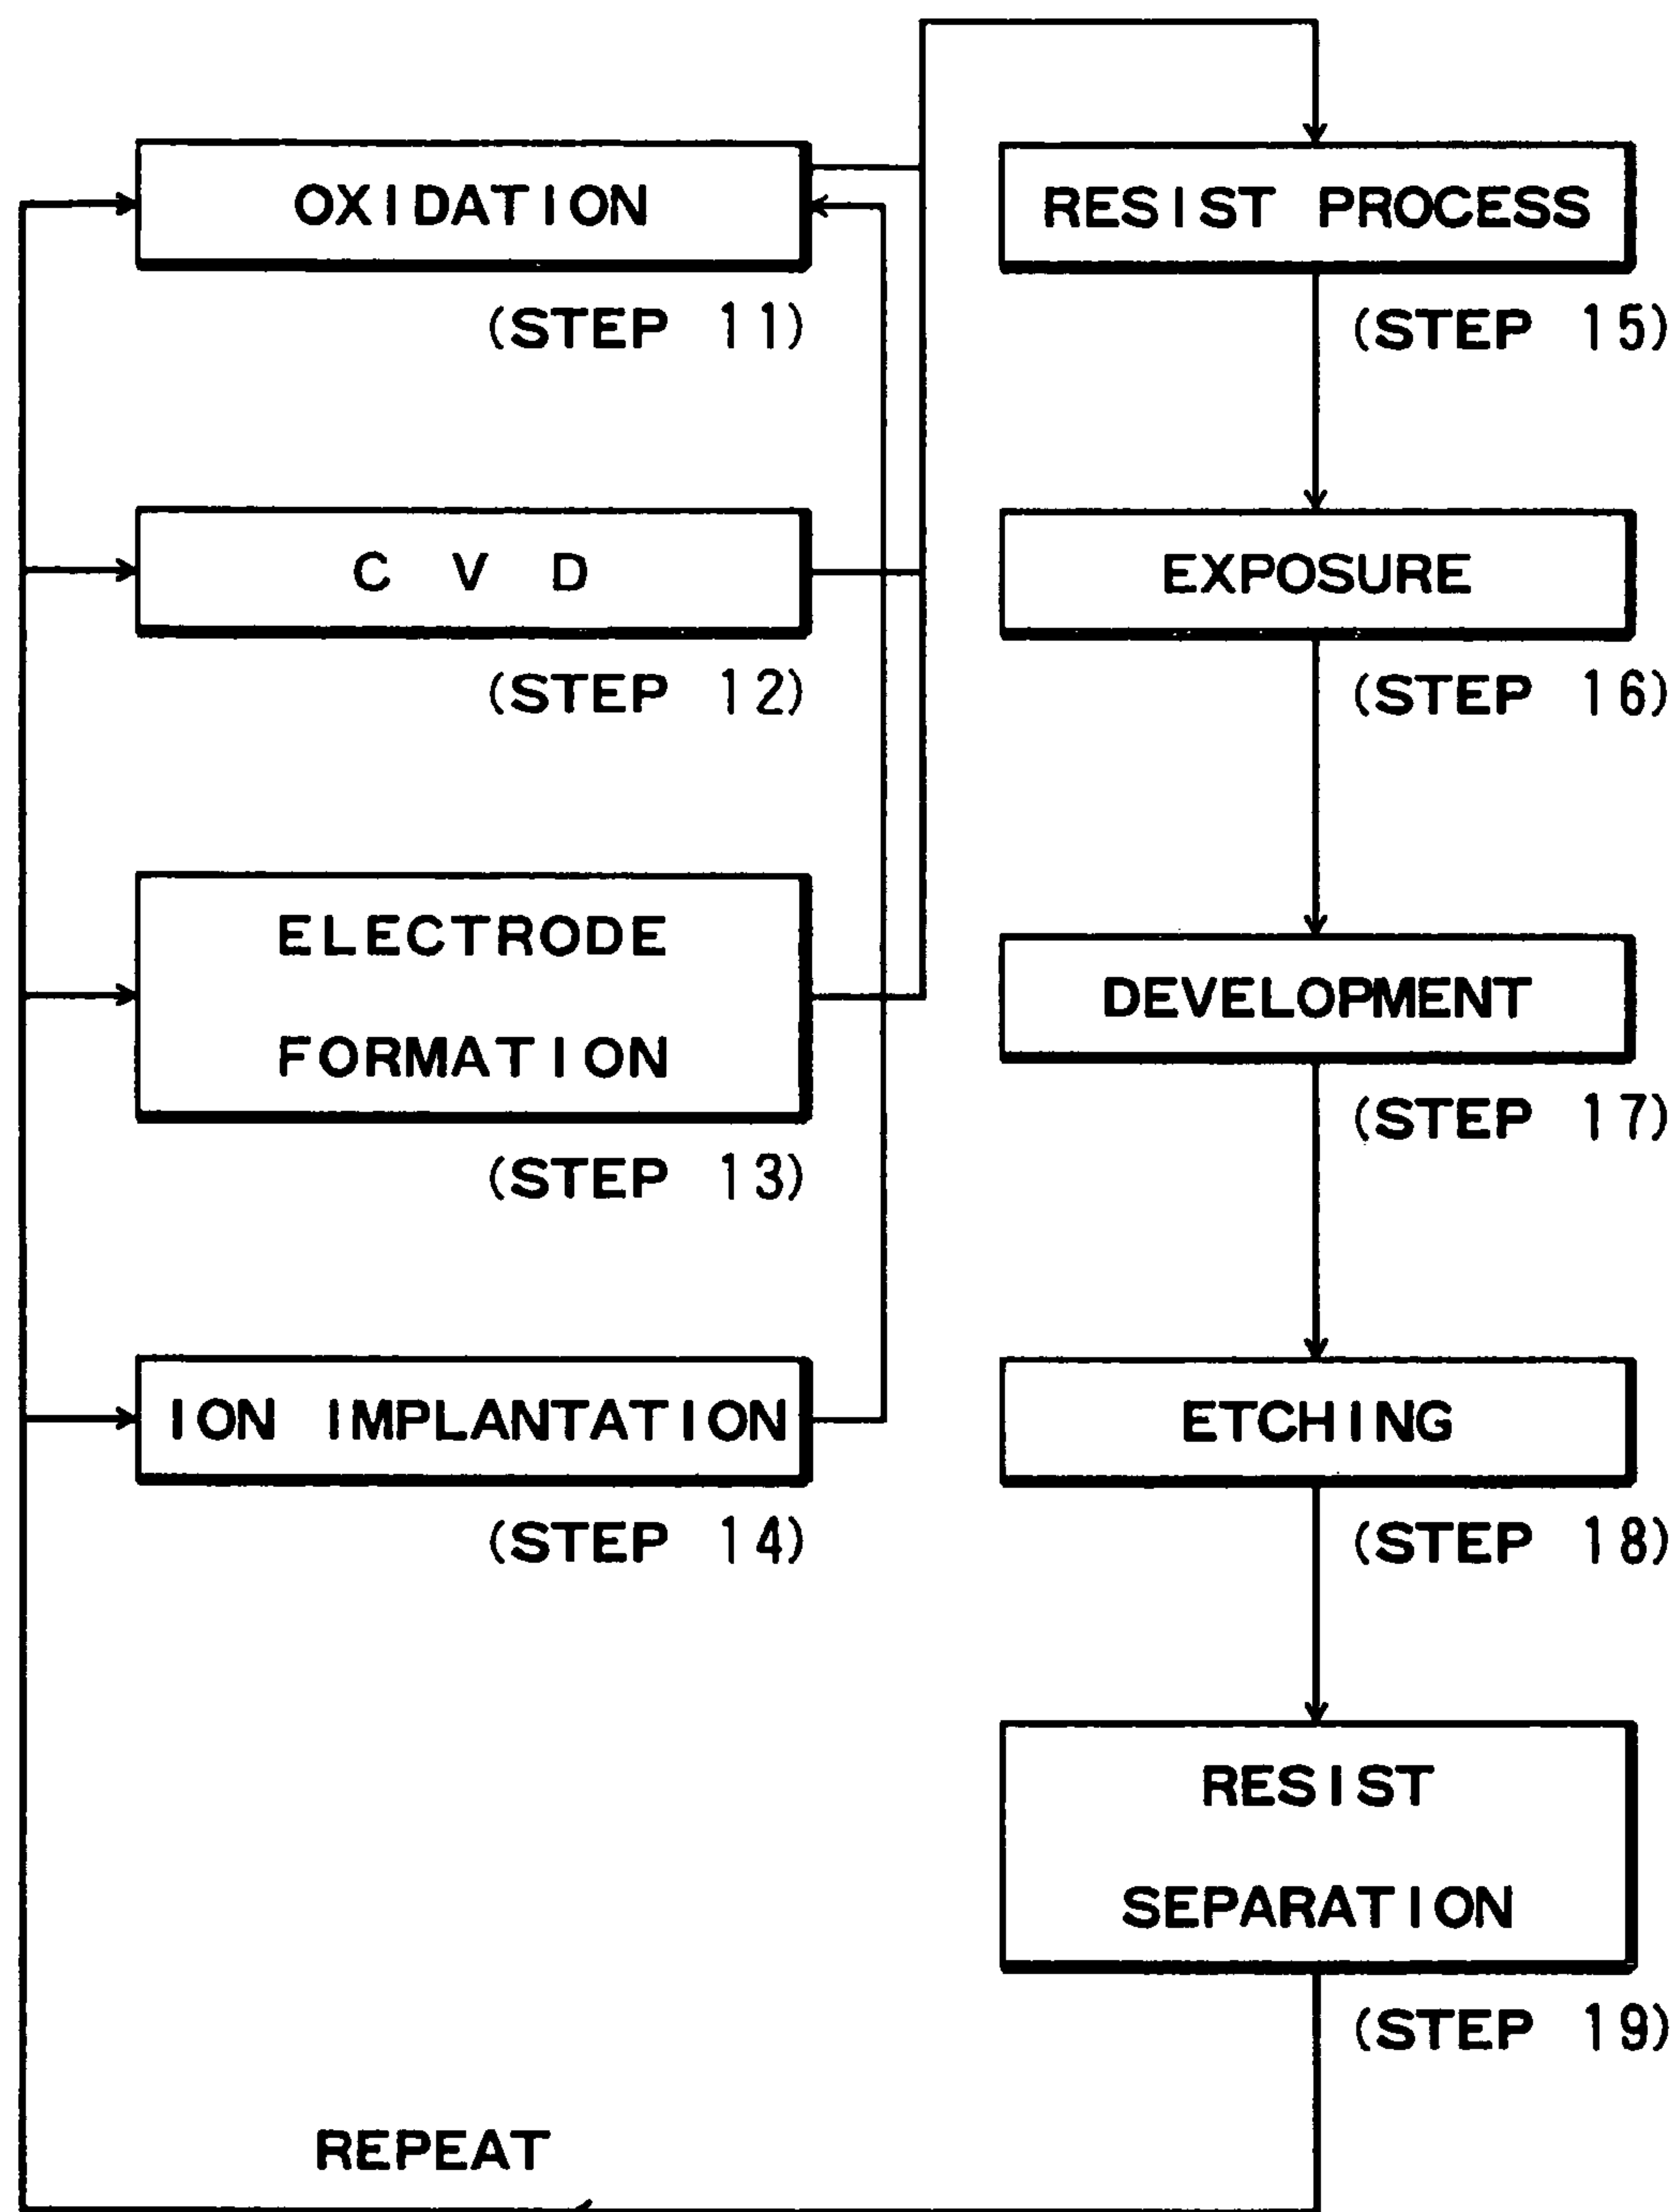 OXIDATION
(STEP 11)
CVD
(STEP 12)
ELECTRODE
FORMATION
(STEP 13)
ION IMPLANTATION
(STEP 14)
RESIST PROCESS
(STEP 15)
EXPOSURE
(STEP 16)
DEVELOPMENT
(STEP 17)
ETCHING
(STEP 18)
RESIST
SEPARATION
(STEP 19)
REPEAT